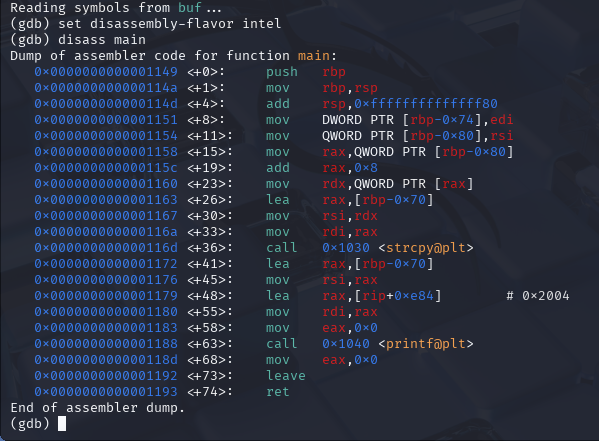 Reading symbols from buf...
(gdb) set disassembly-flavor intel
(gdb) disass main
Dump of assembler code for function main:
   0x0000000000001149 <+0>:     push   rbp
   0x000000000000114a <+1>:     mov    rbp,rsp
   0x000000000000114d <+4>:     add    rsp,0xffffffffffffff80
   0x0000000000001151 <+8>:     mov    DWORD PTR [rbp-0x74],edi
   0x0000000000001154 <+11>:    mov    QWORD PTR [rbp-0x80],rsi
   0x0000000000001158 <+15>:    mov    rax,QWORD PTR [rbp-0x80]
   0x000000000000115c <+19>:    add    rax,0x8
   0x0000000000001160 <+23>:    mov    rdx,QWORD PTR [rax]
   0x0000000000001163 <+26>:    lea    rax,[rbp-0x70]
   0x0000000000001167 <+30>:    mov    rsi,rdx
   0x000000000000116a <+33>:    mov    rdi,rax
   0x000000000000116d <+36>:    call   0x1030 <strcpy@plt>
   0x0000000000001172 <+41>:    lea    rax,[rbp-0x70]
   0x0000000000001176 <+45>:    mov    rsi,rax
   0x0000000000001179 <+48>:    lea    rax,[rip+0xe84]        # 0x2004
   0x0000000000001180 <+55>:    mov    rdi,rax
   0x0000000000001183 <+58>:    mov    eax,0x0
   0x0000000000001188 <+63>:    call   0x1040 <printf@plt>
   0x000000000000118d <+68>:    mov    eax,0x0
   0x0000000000001192 <+73>:    leave
   0x0000000000001193 <+74>:    ret
End of assembler dump.
(gdb)